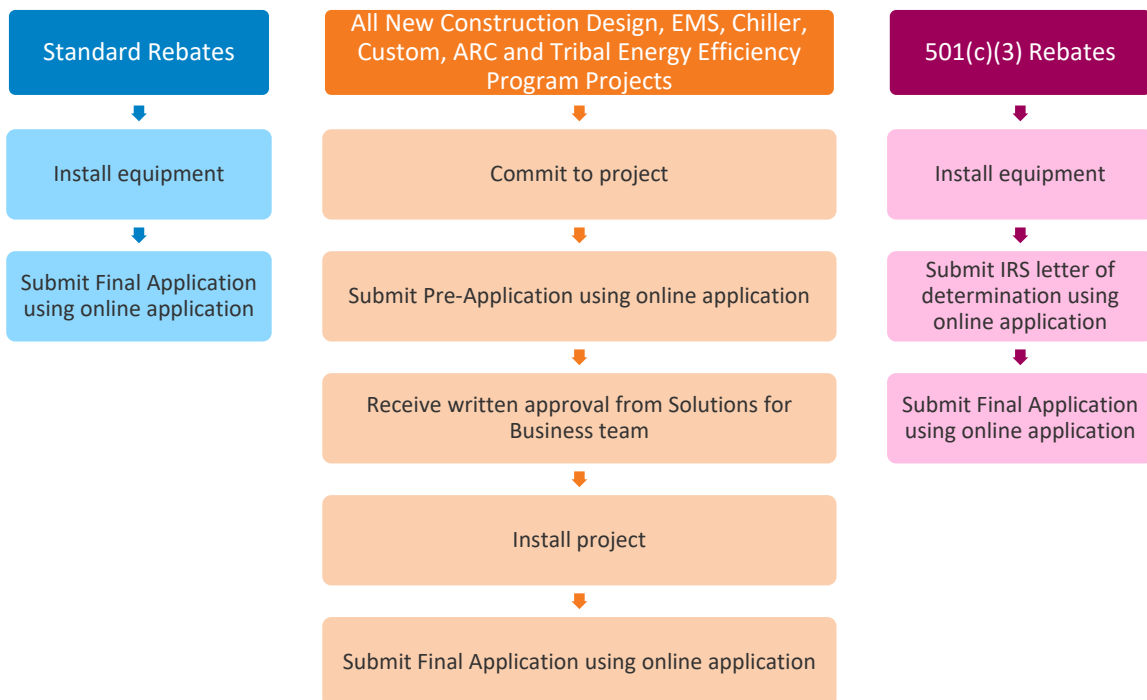 Standard Rebates
Install equipment
Submit Final Application
using online application
All New Construction Design, EMS, Chiller,
Custom, ARC and Tribal Energy Efficiency
Program Projects
Commit to project
Submit Pre-Application using online application
Receive written approval from Solutions for
Business team
Install project
Submit Final Application using online application
501(c)(3) Rebates
Install equipment
Submit IRS letter of
determination using
online application
Submit Final Application
using online application